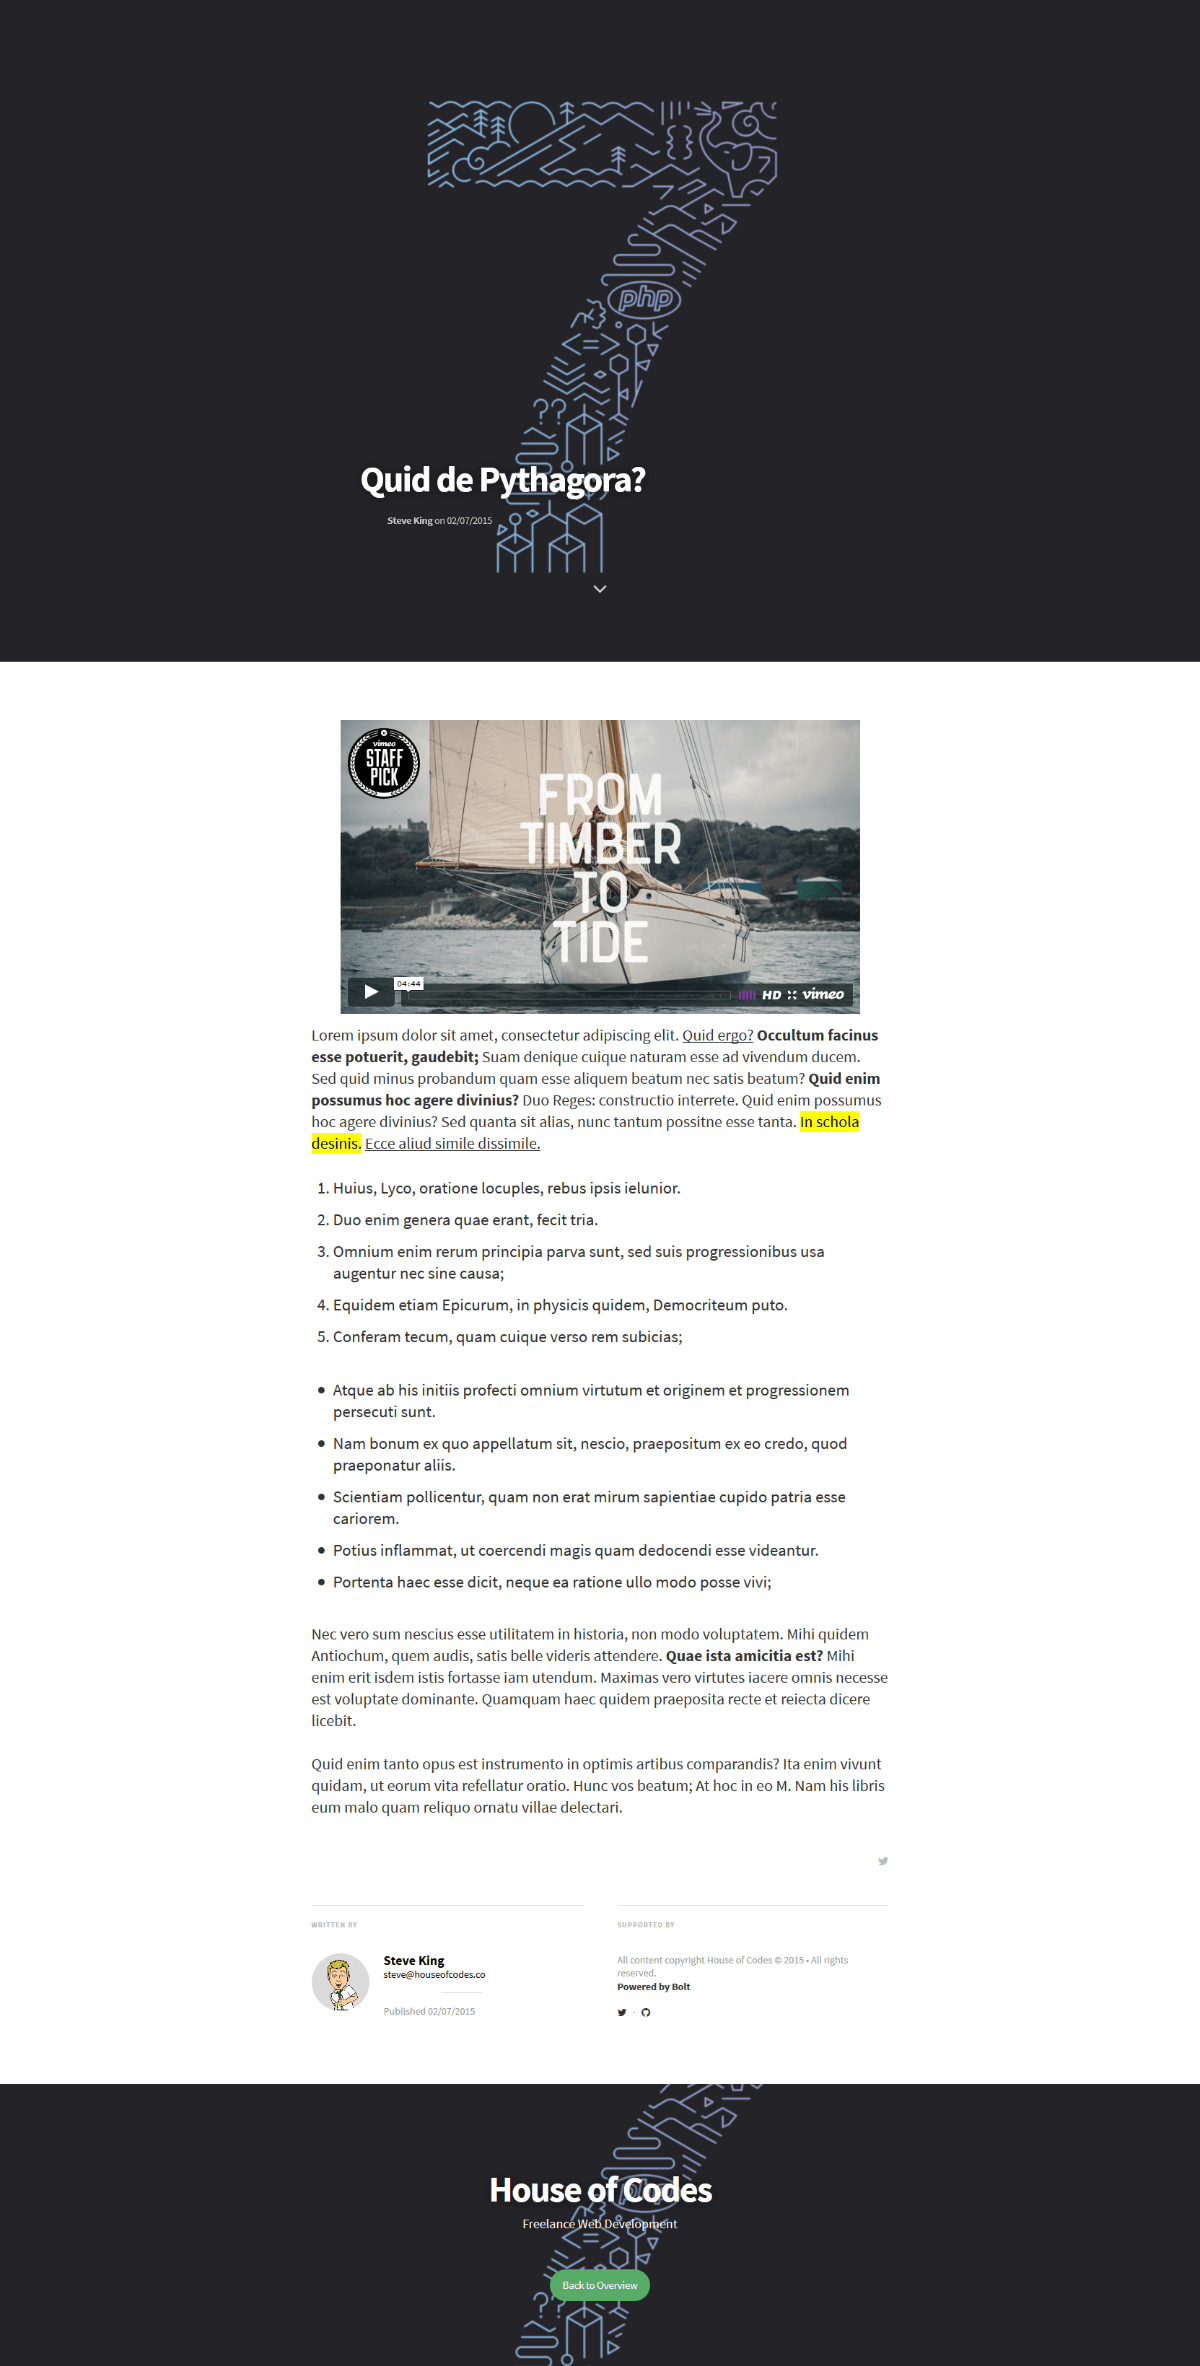 php
??
Quid de Pythagora?
Steve King on 02/07/2015
vimeo
STAFF
PICK
FROM
TIMBER
TO
TIDE
04:44
HD vimeo
Lorem ipsum dolor sit amet, consectetur adipiscing elit. Quid ergo? Occultum facinus
esse potuerit, gaudebit; Suam denique cuique naturam esse ad vivendum ducem.
Sed quid minus probandum quam esse aliquem beatum nec satis beatum? Quid enim
possumus hoc agere divinius? Duo Reges: constructio interrete. Quid enim possumus
hoc agere divinius? Sed quanta sit alias, nunc tantum possitne esse tanta. In schola
desinis. Ecce aliud simile dissimile.
1. Huius, Lyco, oratione locuples, rebus ipsis ielunior.
2. Duo enim genera quae erant, fecit tria.
3. Omnium enim rerum principia parva sunt, sed suis progressionibus usa
augentur nec sine causa;
4. Equidem etiam Epicurum, in physicis quidem, Democriteum puto.
5. Conferam tecum, quam cuique verso rem subicias;
• Atque ab his initiis profecti omnium virtutum et originem et progressionem
persecuti sunt.
• Nam bonum ex quo appellatum sit, nescio, praepositum ex eo credo, quod
praeponatur aliis.
• Scientiam pollicentur, quam non erat mirum sapientiae cupido patria esse
cariorem.
• Potius inflammat, ut coercendi magis quam dedocendi esse videantur.
• Portenta haec esse dicit, neque ea ratione ullo modo posse vivi;
Nec vero sum nescius esse utilitatem in historia, non modo voluptatem. Mihi quidem
Antiochum, quem audis, satis belle videris attendere. Quae ista amicitia est? Mihi
enim erit isdem istis fortasse iam utendum. Maximas vero virtutes iacere omnis necesse
est voluptate dominante. Quamquam haec quidem praeposita recte et reiecta dicere
licebit.
Quid enim tanto opus est instrumento in optimis artibus comparandis? Ita enim vivunt
quidam, ut eorum vita refellatur oratio. Hunc vos beatum; At hoc in eo M. Nam his libris
eum malo quam reliquo ornatu villae delectari.
WRITTEN BY
Steve King
steve@houseofcodes.co
Published 02/07/2015
SUPPORTED BY
All content copyright House of Codes © 2015 • All rights
reserved.
Powered by Bolt
php
House of Codes
Freelance Web Development
Back to Overview
??